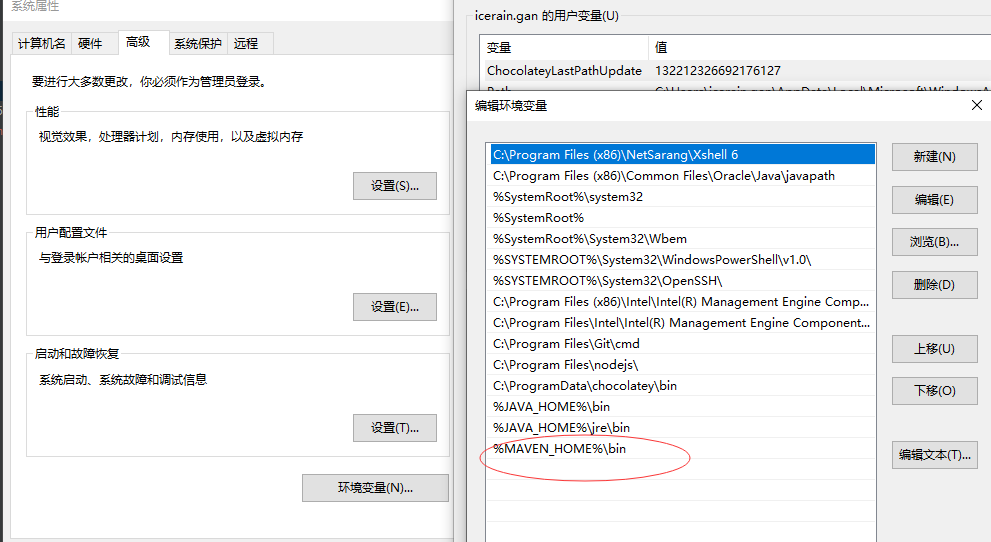 系统属性
计算机名
硬件
高级
系统保护
远程
要进行大多数更改，你必须作为管理员登录。
性能
视觉效果，处理器计划，内存使用，以及虚拟内存
设置(S)...
用户配置文件
与登录帐户相关的桌面设置
设置(E)...
启动和故障恢复
系统启动、系统故障和调试信息
设置(T)...
环境变量(N)...
icerain.gan 的用户变量(U)
变量
值
ChocolateyLastPathUpdate
132212326692176127
编辑环境变量
C:\Program Files (x86)\NetSarang\Xshell 6
C:\Program Files (x86)\Common Files\Oracle\Java\javapath
%SystemRoot%\system32
%SystemRoot%
%SystemRoot%\System32\Wbem
%SYSTEMROOT%\System32\WindowsPowerShell\v1.0\
%SYSTEMROOT%\System32\OpenSSH\
C:\Program Files (x86)\Intel\Intel(R) Management Engine Comp...
C:\Program Files\Intel\Intel(R) Management Engine Component...
C:\Program Files\Git\cmd
C:\Program Files\nodejs\
C:\ProgramData\chocolatey\bin
%JAVA_HOME%\bin
%JAVA_HOME%\jre\bin
%MAVEN_HOME%\bin
新建(N)
编辑(E)
浏览(B)...
删除(D)
上移(U)
下移(O)
编辑文本(T)...